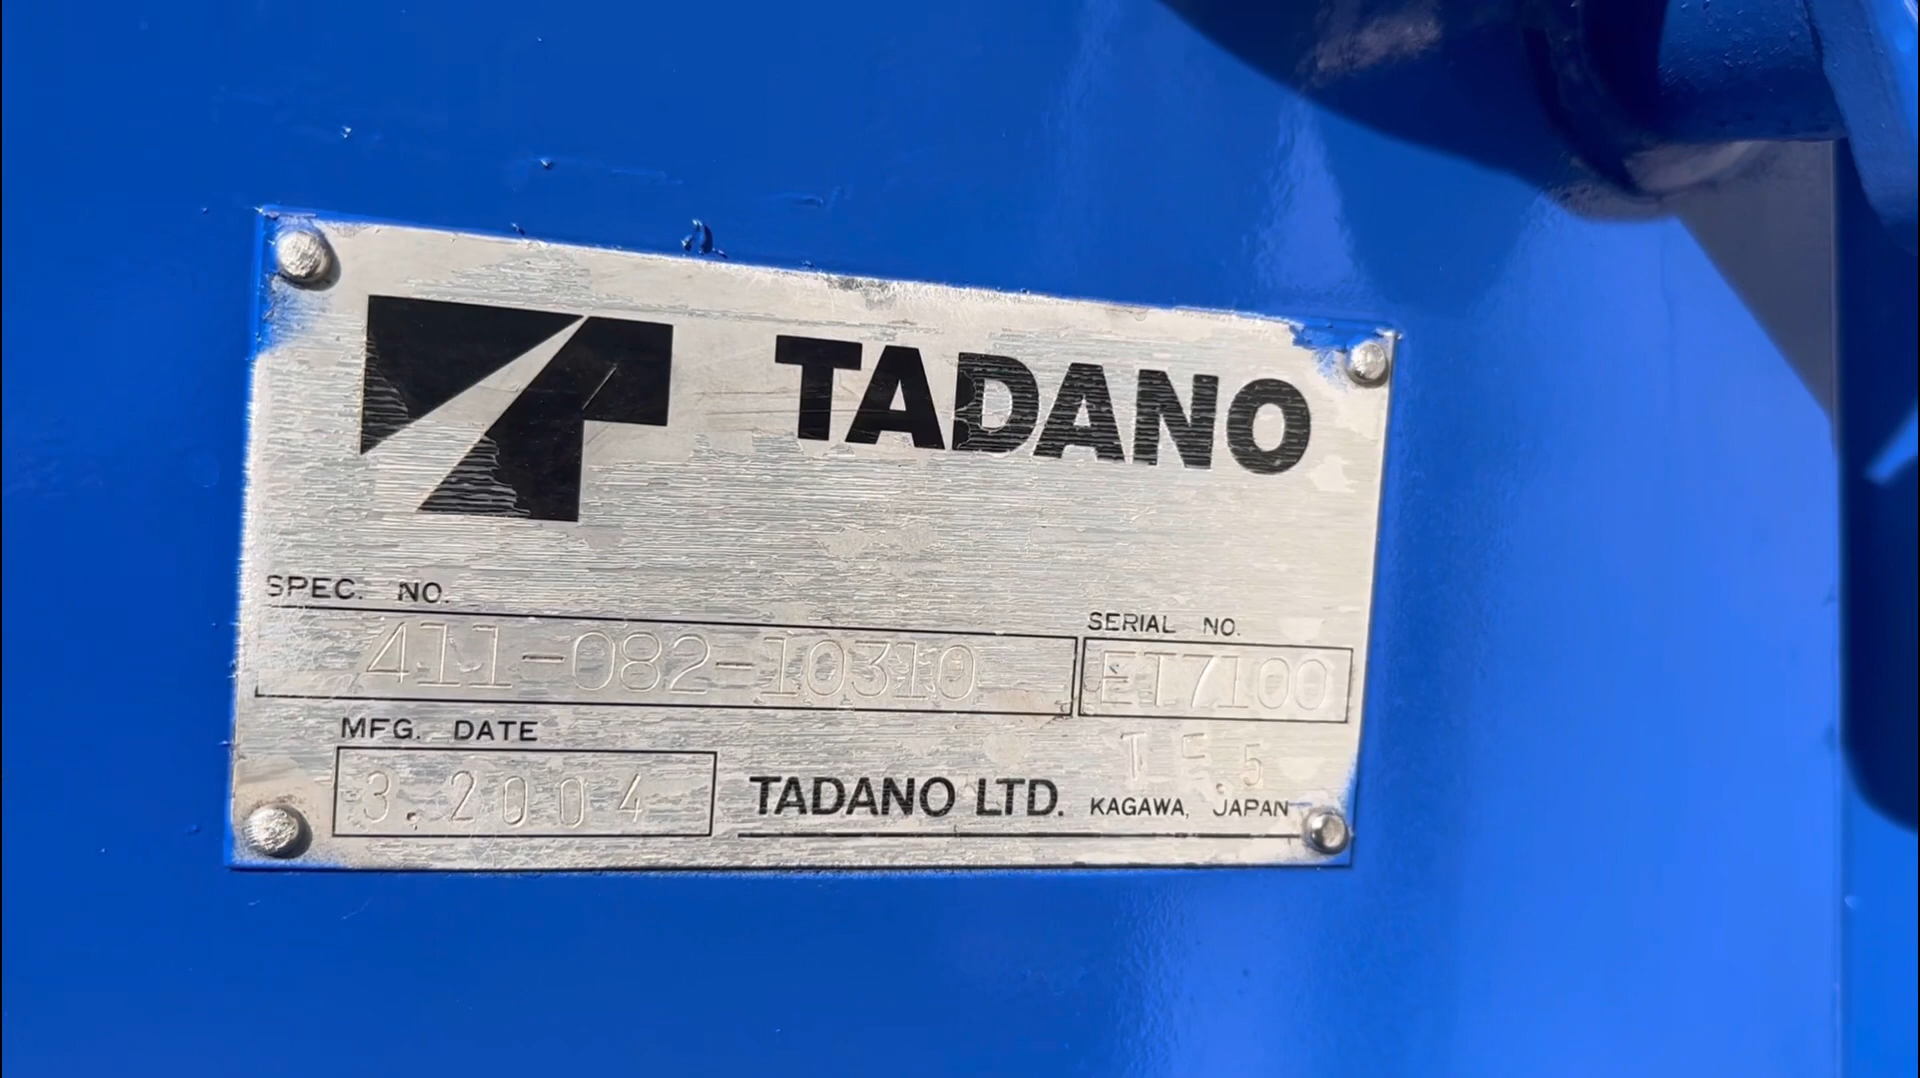 TADANO
SPEC. NO.
411-082-10310
SERIAL NO.
EI7100
MFG. DATE
3.2004
TADANO LTD. KAGAWA, JAPAN